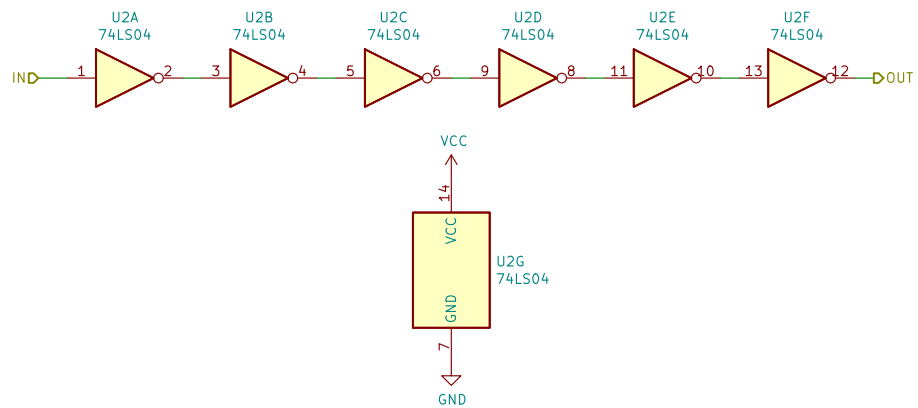 U2A
74LS04
U2B
74LS04
U2C
74LS04
U2D
74LS04
U2E
74LS04
U2F
74LS04
IN
1
2
3
4
5
6
9
8
11
10
13
12
OUT
VCC
14
VCC
U2G
74LS04
GND
7
GND